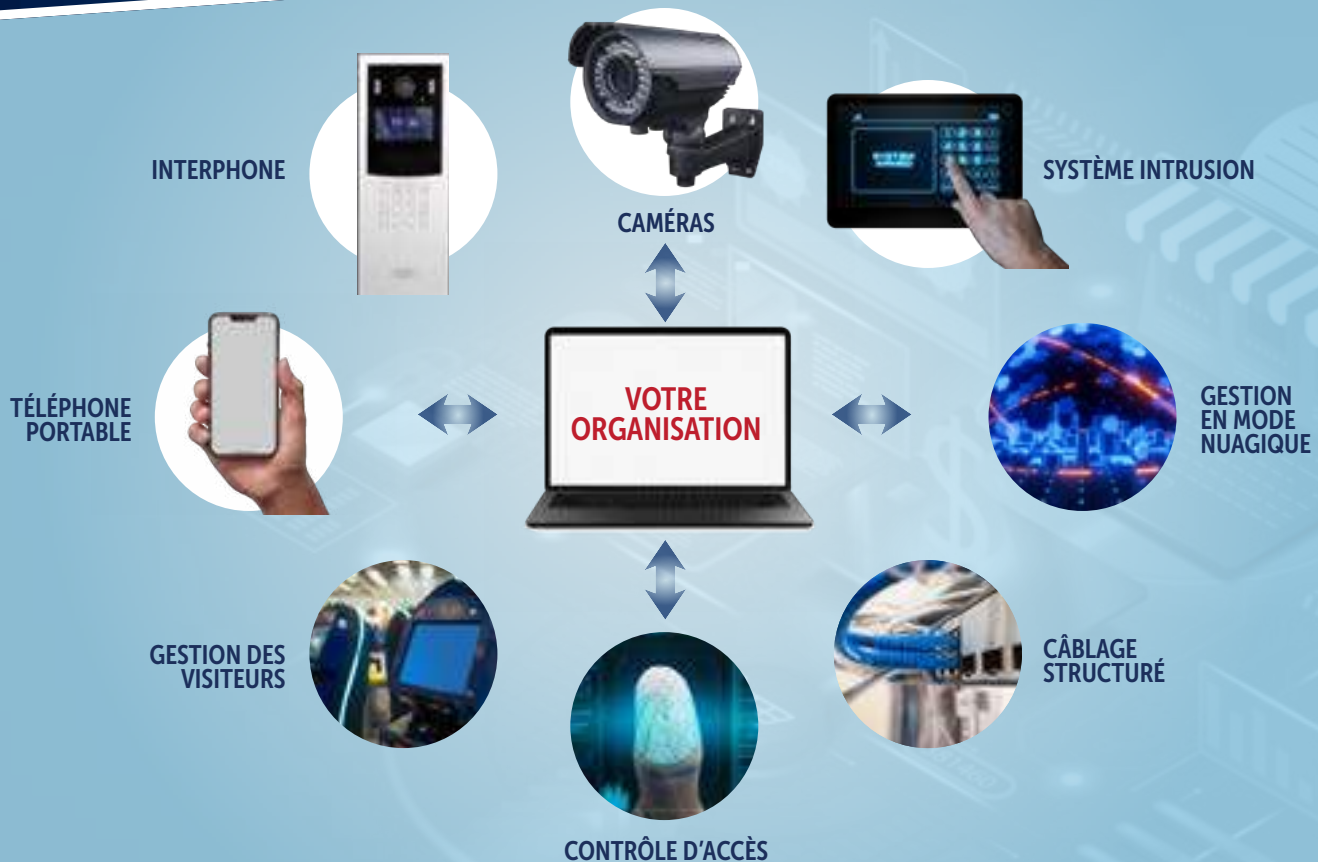 INTERPHONE
CAMÉRAS
SYSTÈME INTRUSION
TÉLÉPHONE
PORTABLE
VOTRE
ORGANISATION
GESTION
EN MODE
NUAGIQUE
GESTION DES
VISITEURS
CÂBLAGE
STRUCTURÉ
CONTRÔLE D'ACCÈS